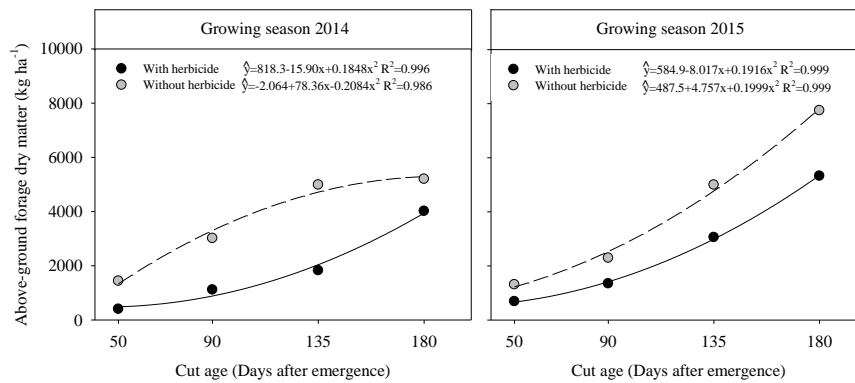 Growing season 2014
Growing season 2015
Above-ground forage dry matter (kg ha⁻¹)
10000
8000
6000
4000
2000
0
With herbicide ŷ=818.3-15.90x+0.1848x² R²=0.996
Without herbicide ŷ=-2.064+78.36x-0.2084x² R²=0.986
With herbicide ŷ=584.9-8.017x+0.1916x² R²=0.999
Without herbicide ŷ=487.5+4.757x+0.1999x² R²=0.999
50 90 135 180
50 90 135 180
Cut age (Days after emergence)
Cut age (Days after emergence)